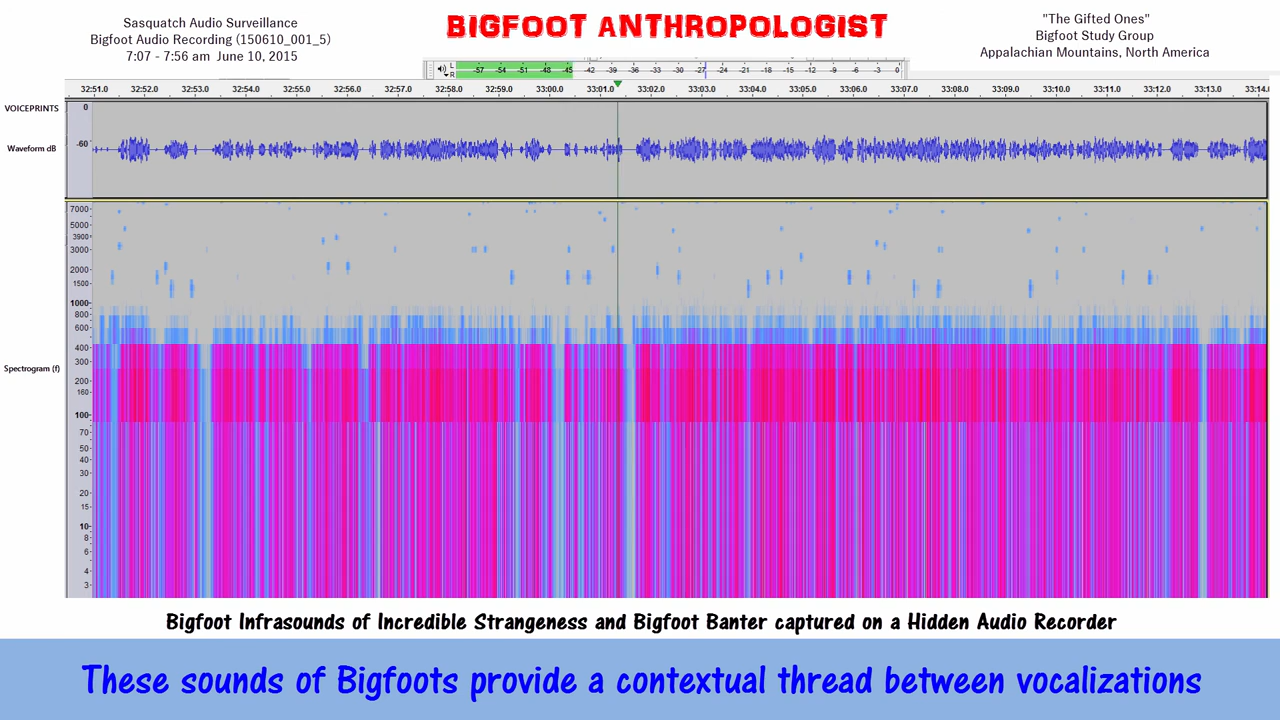 Sasquatch Audio Surveillance
Bigfoot Audio Recording (150610_001_5)
7:07 - 7:56 am  June 10, 2015
BIGFOOT ANTHROPOLOGIST
"The Gifted Ones"
Bigfoot Study Group
Appalachian Mountains, North America
L
R
-57 -54 -51 -48 -45 -42 -39 -36 -33 -30 -27 -24 -21 -18 -15 -12 -9 -6 -3 0
32:51.0 32:52.0 32:53.0 32:54.0 32:55.0 32:56.0 32:57.0 32:58.0 32:59.0 33:00.0 33:01.0 33:02.0 33:03.0 33:04.0 33:05.0 33:06.0 33:07.0 33:08.0 33:09.0 33:10.0 33:11.0 33:12.0 33:13.0 33:14.0
VOICEPRINTS
0
-60
Waveform dB
7000
5000
3900
3000
2000
1500
1000
800
600
400
300
Spectrogram (f)
200
160
100
70
50
40
30
20
15
10
8
6
4
3
Bigfoot Infrasounds of Incredible Strangeness and Bigfoot Banter captured on a Hidden Audio Recorder
These sounds of Bigfoots provide a contextual thread between vocalizations